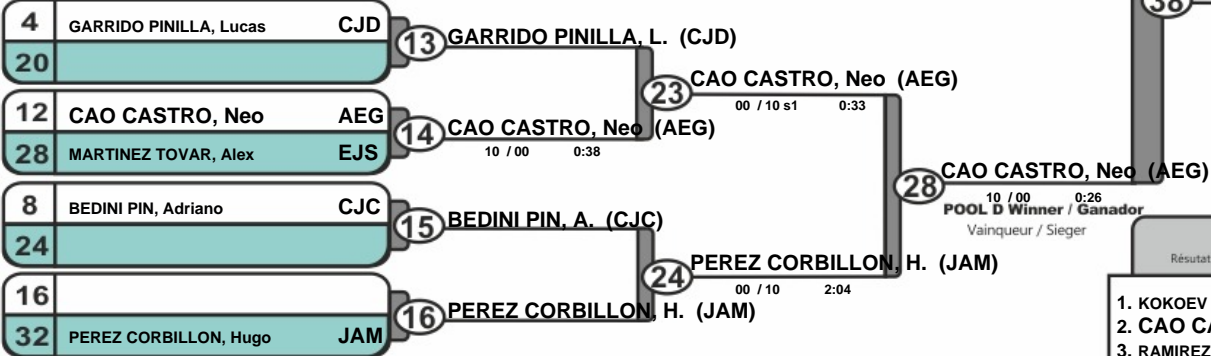 4 GARRIDO PINILLA, Lucas CJD
20
12 CAO CASTRO, Neo AEG
28 MARTINEZ TOVAR, Alex EJS
8 BEDINI PIN, Adriano CJC
24
16
32 PEREZ CORBILLON, Hugo JAM
13 GARRIDO PINILLA, L. (CJD)
14 CAO CASTRO, Neo (AEG)
10 / 00 0:38
15 BEDINI PIN, A. (CJC)
16 PEREZ CORBILLON, H. (JAM)
23 CAO CASTRO, Neo (AEG)
00 / 10 s1 0:33
24 PEREZ CORBILLON, H. (JAM)
00 / 10 2:04
28 CAO CASTRO, Neo (AEG)
10 / 00 0:26
POOL D Winner / Ganador
Vainqueur / Sieger
38
Résutat
1. KOKOEV
2. CAO CA
3. RAMIREZ